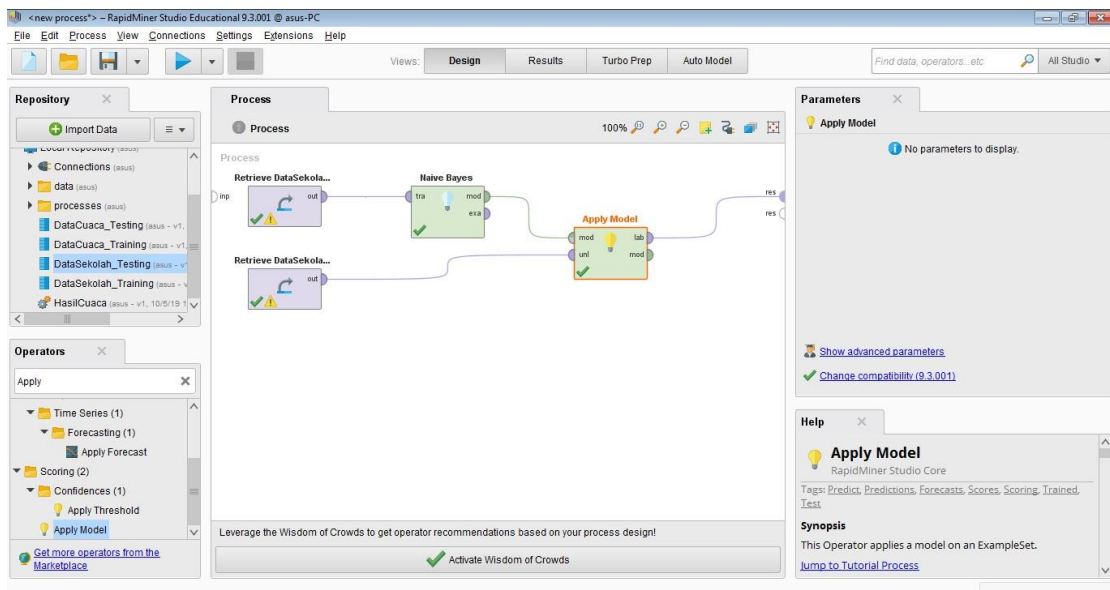 <new process*> – RapidMiner Studio Educational 9.3.001 @ asus-PC
File Edit Process View Connections Settings Extensions Help
Views: Design Results Turbo Prep Auto Model
Find data, operators...etc
All Studio
Repository
Import Data
Local Repository (asus)
Connections (asus)
data (asus)
processes (asus)
DataCuaca_Testing (asus - v1,
DataCuaca_Training (asus - v1,
DataSekolah_Testing (asus - v
DataSekolah_Training (asus - v
HasilCuaca (asus - v1, 10/5/19 1
Operators
Apply
Time Series (1)
Forecasting (1)
Apply Forecast
Scoring (2)
Confidences (1)
Apply Threshold
Apply Model
Get more operators from the
Marketplace
Process
Process
100%
Process
inp
Retrieve DataSekola...
out
Naive Bayes
tra mod
exa
Apply Model
mod lab
unl mod
Retrieve DataSekola...
out
res
res
Leverage the Wisdom of Crowds to get operator recommendations based on your process design!
Activate Wisdom of Crowds
Parameters
Apply Model
No parameters to display.
Show advanced parameters
Change compatibility (9.3.001)
Help
Apply Model
RapidMiner Studio Core
Tags: Predict, Predictions, Forecasts, Scores, Scoring, Trained,
Test
Synopsis
This Operator applies a model on an ExampleSet.
Jump to Tutorial Process